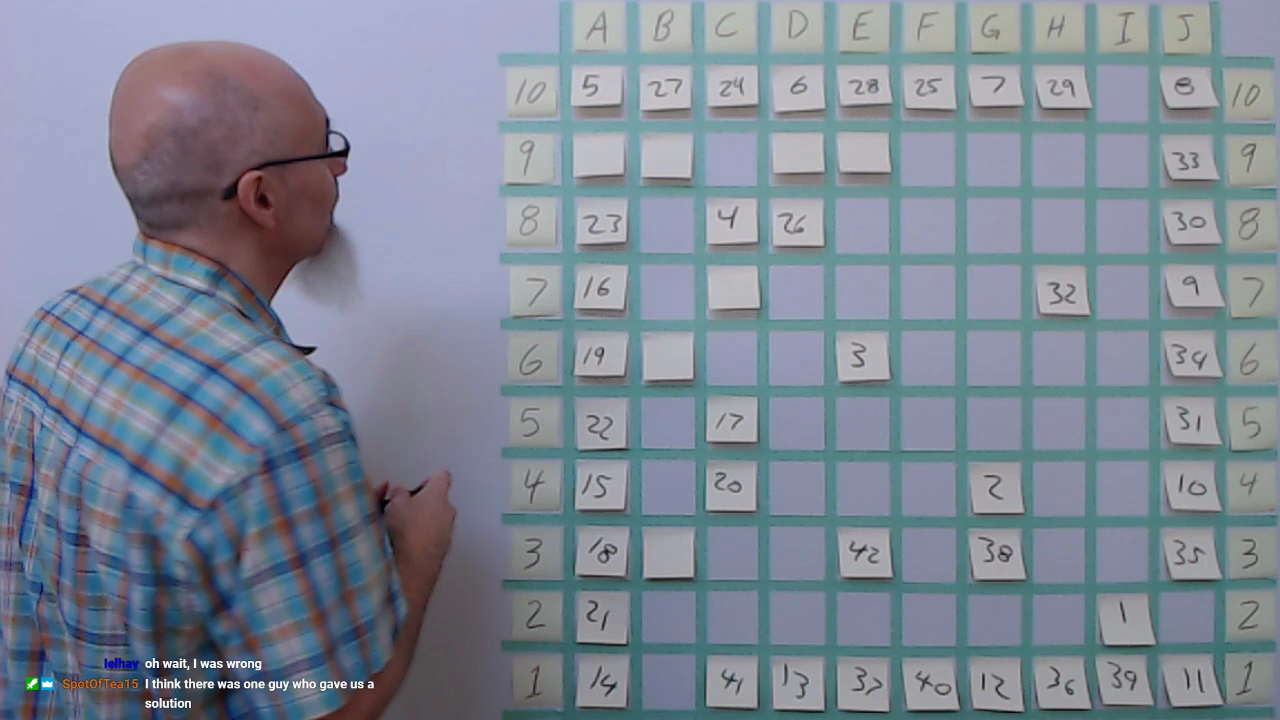 A B C D E F G H I J
10 5 27 24 6 28 25 7 29 8 10
9 33 9
8 23 4 26 30 8
7 16 32 9 7
6 19 3 34 6
5 22 17 31 5
4 15 20 2 10 4
3 18 42 38 35 3
2 21 1 2
1 14 41 13 37 40 12 36 39 11 1
lelhay oh wait, I was wrong
SpotOfTea15 I think there was one guy who gave us a
solution